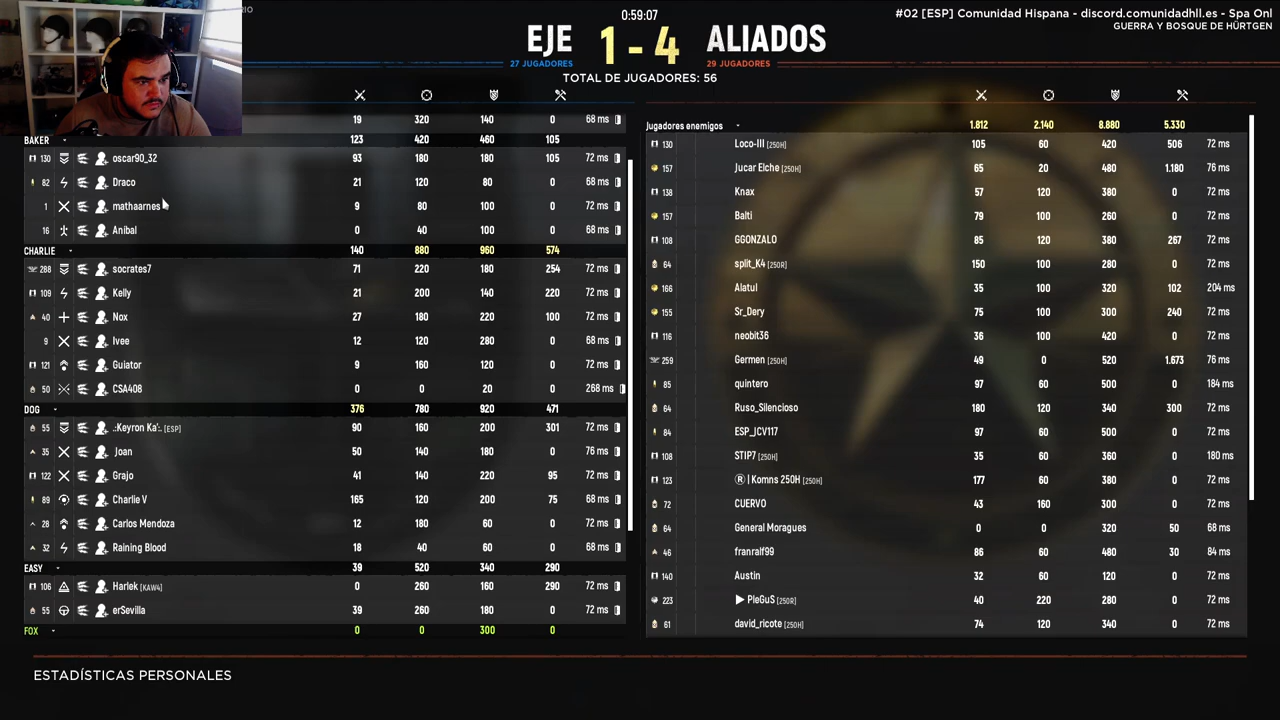 0:59:07
#02 [ESP] Comunidad Hispana - discord.comunidadhll.es - Spa Onl
GUERRA Y BOSQUE DE HÜRTGEN
EJE 1 - 4 ALIADOS
27 JUGADORES 29 JUGADORES
TOTAL DE JUGADORES: 56
19 320 140 0 68 ms
BAKER 123 420 460 105
130 oscar90_32 93 180 180 105 72 ms
82 Draco 21 120 80 0 68 ms
1 mathaarnes 9 80 100 0 72 ms
16 Anibal 0 40 100 0 68 ms
CHARLIE 140 880 960 574
288 socrates7 71 220 180 254 72 ms
109 Kelly 21 200 140 220 72 ms
40 Nox 27 180 220 100 72 ms
9 Ivee 12 120 280 0 68 ms
121 Guiator 9 160 120 0 72 ms
50 CSA408 0 0 20 0 268 ms
DOG 376 780 920 471
55 .:Keyron Ka':. [ESP] 90 160 200 301 72 ms
35 Joan 50 140 180 0 76 ms
122 Grajo 41 140 220 95 72 ms
89 Charlie V 165 120 200 75 68 ms
28 Carlos Mendoza 12 180 60 0 72 ms
32 Raining Blood 18 40 60 0 68 ms
EASY 39 520 340 290
106 Harlek [KAW4] 0 260 160 290 72 ms
55 erSevilla 39 260 180 0 72 ms
FOX 0 0 300 0
Jugadores enemigos 1.812 2.140 8.880 5.330
130 Loco-III [250H] 105 60 420 506 72 ms
157 Jucar Elche [250H] 65 20 480 1.180 76 ms
138 Knax 57 120 380 0 72 ms
157 Balti 79 100 260 0 72 ms
108 GGONZALO 85 120 380 267 72 ms
64 split_K4 [250R] 150 100 280 0 72 ms
166 Alatul 35 100 320 102 204 ms
155 Sr_Dery 75 100 300 240 72 ms
116 neobit36 36 100 420 0 72 ms
259 Germen [250H] 49 0 520 1.673 76 ms
85 quintero 97 60 500 0 184 ms
64 Ruso_Silencioso 180 120 340 300 72 ms
84 ESP_JCV117 97 60 500 0 72 ms
108 STIP7 [250H] 35 60 360 0 180 ms
123 Ⓡ | Komns 250H [250H] 177 60 380 0 72 ms
72 CUERVO 43 160 300 0 72 ms
64 General Moragues 0 0 320 50 68 ms
46 franralf99 86 60 480 30 84 ms
140 Austin 32 60 120 0 72 ms
223 ▶ PleGuS [250R] 40 220 280 0 72 ms
61 david_ricote [250H] 74 120 340 0 72 ms
ESTADÍSTICAS PERSONALES